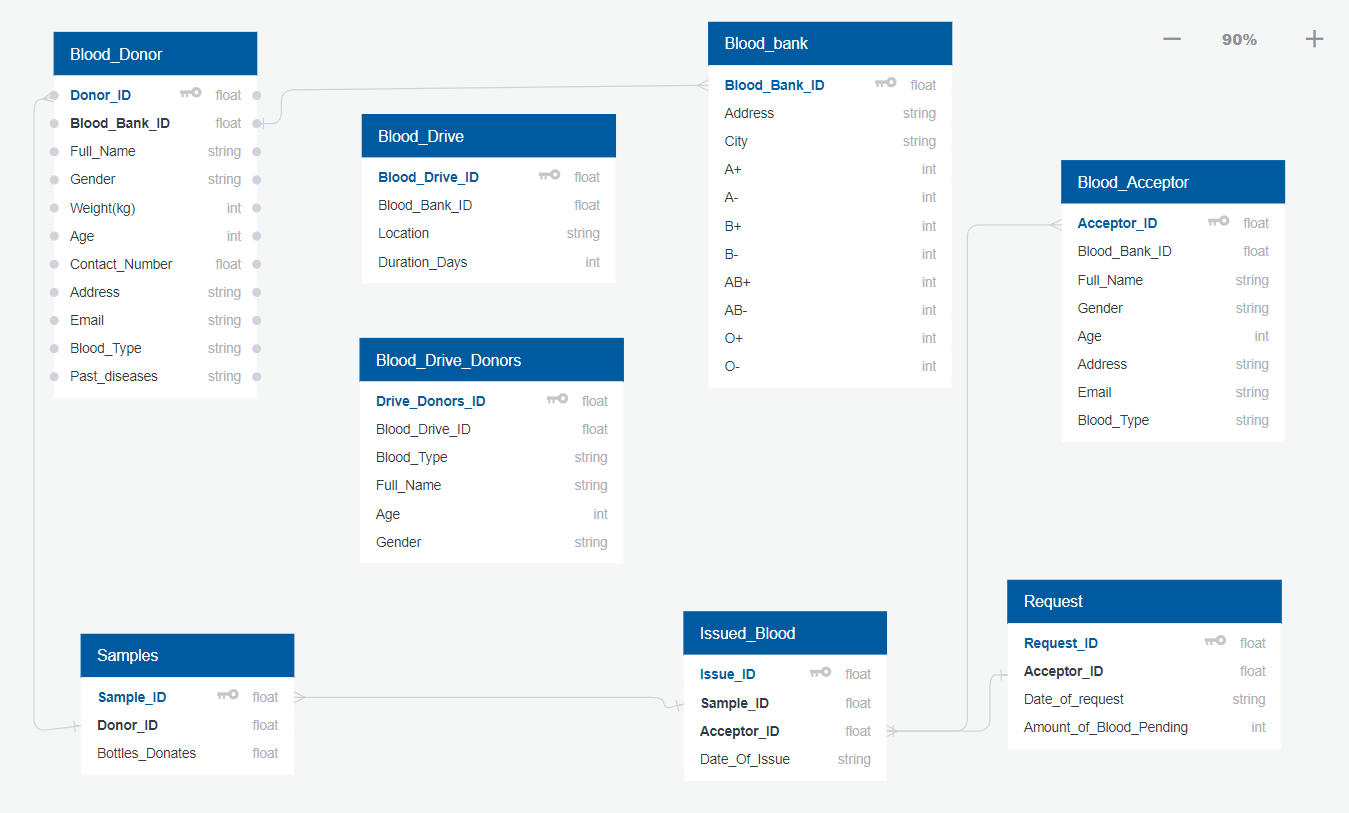 Blood_Donor
Donor_ID float
Blood_Bank_ID float
Full_Name string
Gender string
Weight(kg) int
Age int
Contact_Number float
Address string
Email string
Blood_Type string
Past_diseases string
Blood_Drive
Blood_Drive_ID float
Blood_Bank_ID float
Location string
Duration_Days int
Blood_Drive_Donors
Drive_Donors_ID float
Blood_Drive_ID float
Blood_Type string
Full_Name string
Age int
Gender string
Blood_bank
Blood_Bank_ID float
Address string
City string
A+ int
A- int
B+ int
B- int
AB+ int
AB- int
O+ int
O- int
90%
Blood_Acceptor
Acceptor_ID float
Blood_Bank_ID float
Full_Name string
Gender string
Age int
Address string
Email string
Blood_Type string
Samples
Sample_ID float
Donor_ID float
Bottles_Donates float
Issued_Blood
Issue_ID float
Sample_ID float
Acceptor_ID float
Date_Of_Issue string
Request
Request_ID float
Acceptor_ID float
Date_of_request string
Amount_of_Blood_Pending int